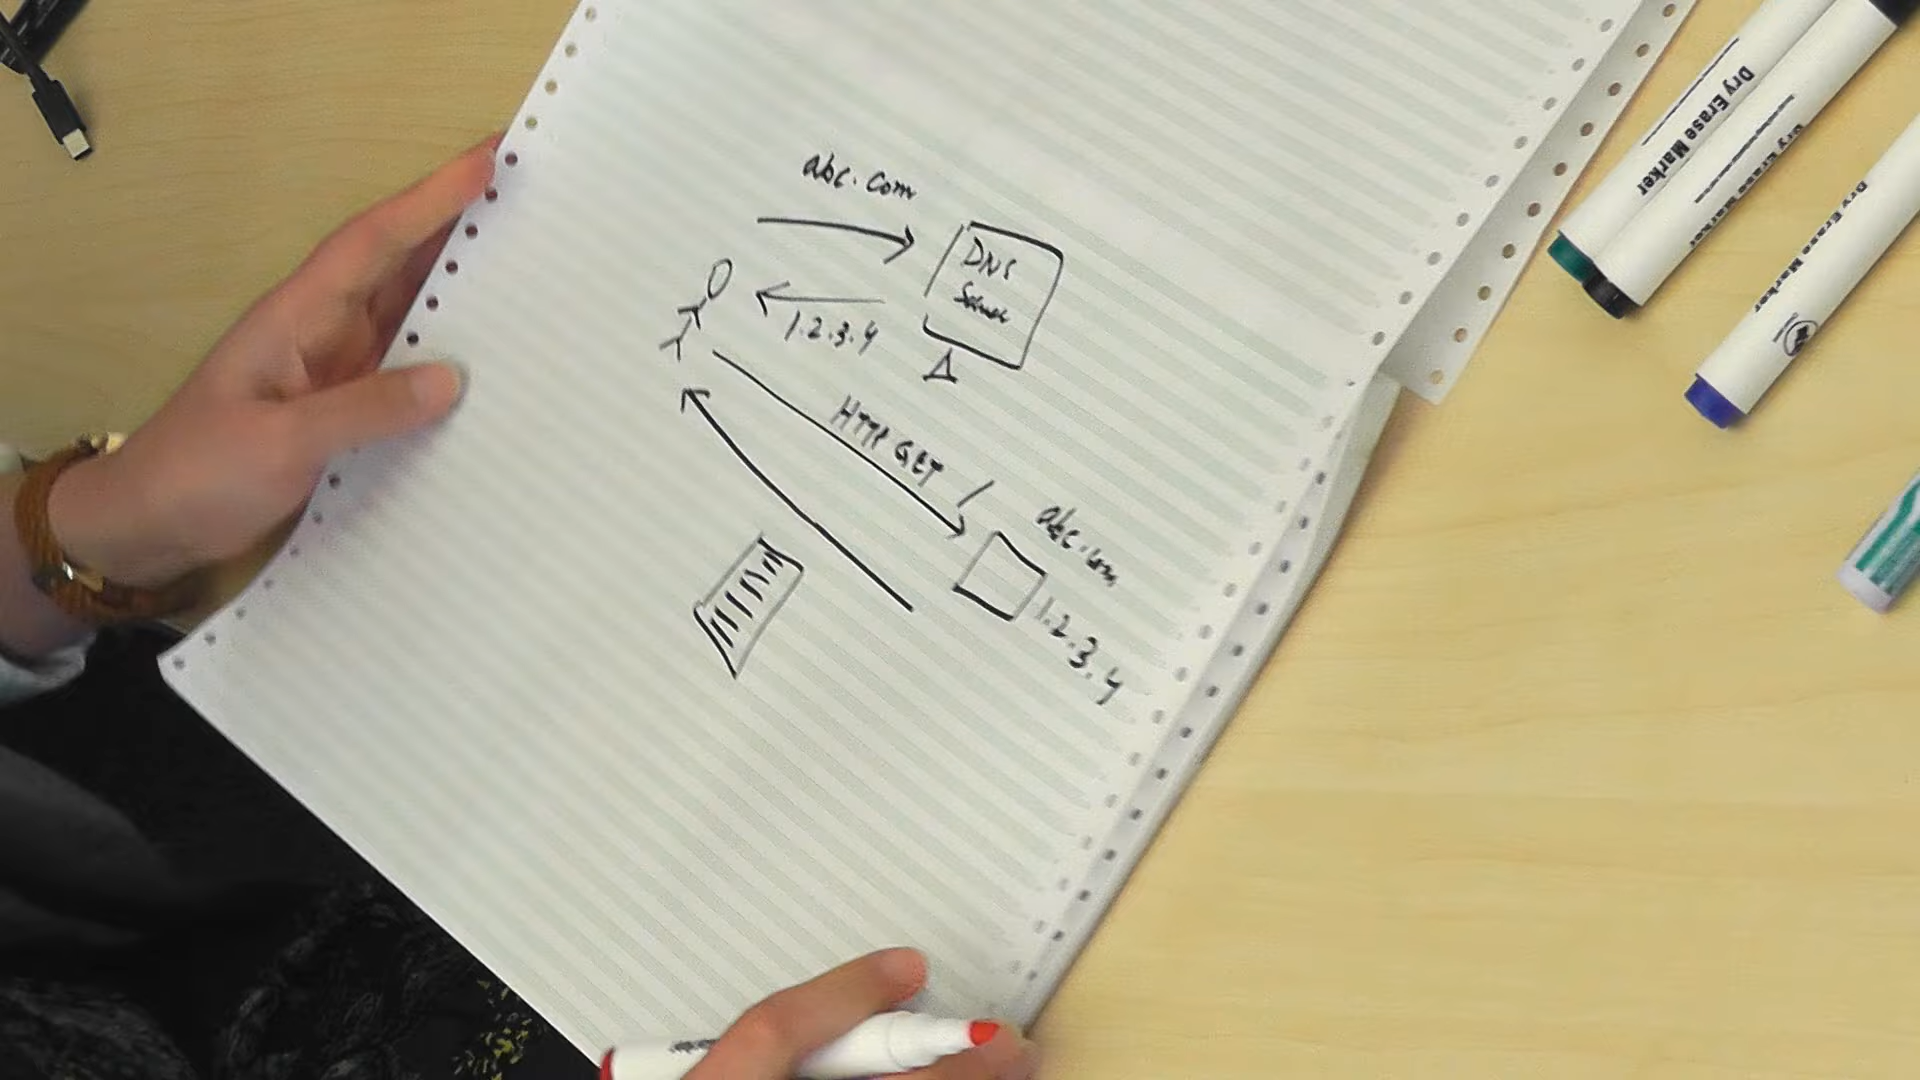 abc.com
DNS
Server
1.2.3.4
HTTP GET /
abc.com
1.2.3.4
Dry Erase Marker
Dry Erase Marker
Dry Erase Marker